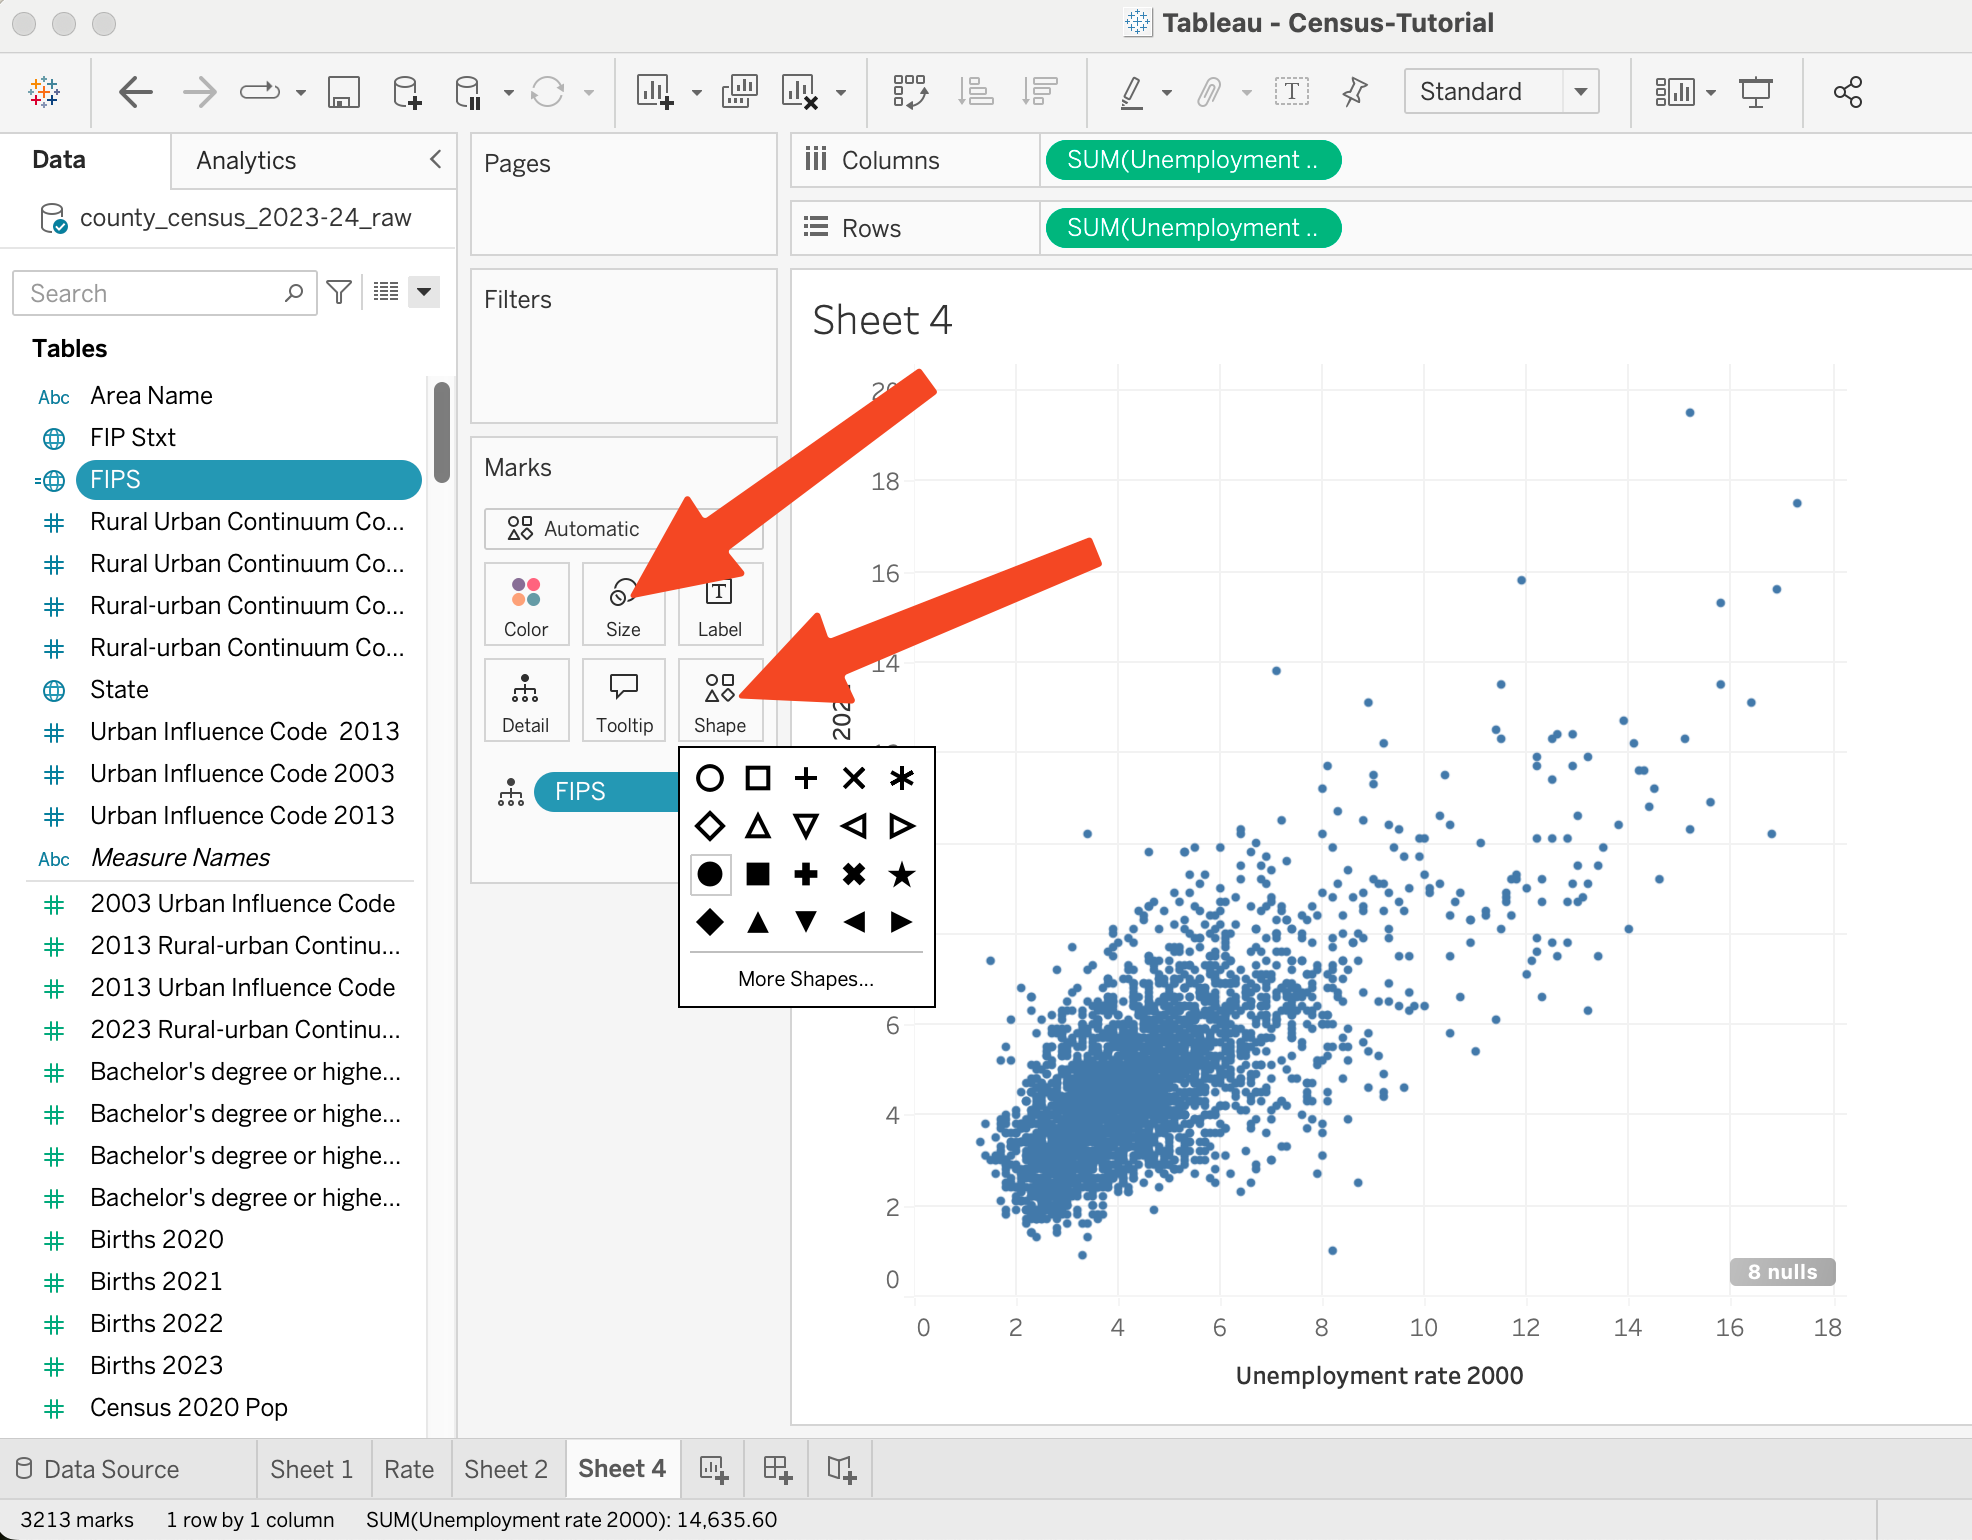 Tableau - Census-Tutorial
Standard
Data
Analytics
county_census_2023-24_raw
Search
Tables
Abc Area Name
FIP Stxt
FIPS
Rural Urban Continuum Co...
Rural Urban Continuum Co...
Rural-urban Continuum Co...
Rural-urban Continuum Co...
State
Urban Influence Code 2013
Urban Influence Code 2003
Urban Influence Code 2013
Abc Measure Names
2003 Urban Influence Code
2013 Rural-urban Continu...
2013 Urban Influence Code
2023 Rural-urban Continu...
Bachelor's degree or highe...
Bachelor's degree or highe...
Bachelor's degree or highe...
Bachelor's degree or highe...
Births 2020
Births 2021
Births 2022
Births 2023
Census 2020 Pop
Pages
Filters
Marks
Automatic
Color
Size
Label
Detail
Tooltip
Shape
FIPS
More Shapes...
Columns
SUM(Unemployment ..
Rows
SUM(Unemployment ..
Sheet 4
20
18
16
14
6
4
2
0
8 nulls
0 2 4 6 8 10 12 14 16 18
Unemployment rate 2000
Data Source
Sheet 1
Rate
Sheet 2
Sheet 4
3213 marks
1 row by 1 column
SUM(Unemployment rate 2000): 14,635.60